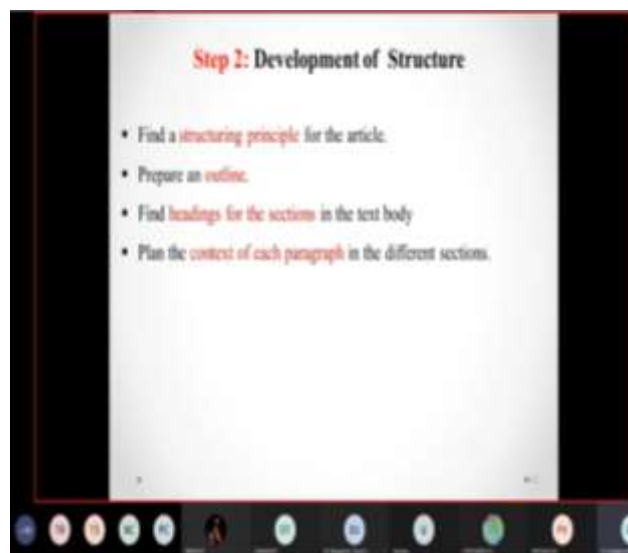 Step 2: Development of Structure
• Find a structuring principle for the article.
• Prepare an outline.
• Find headings for the sections in the text body
• Plan the context of each paragraph in the different sections.